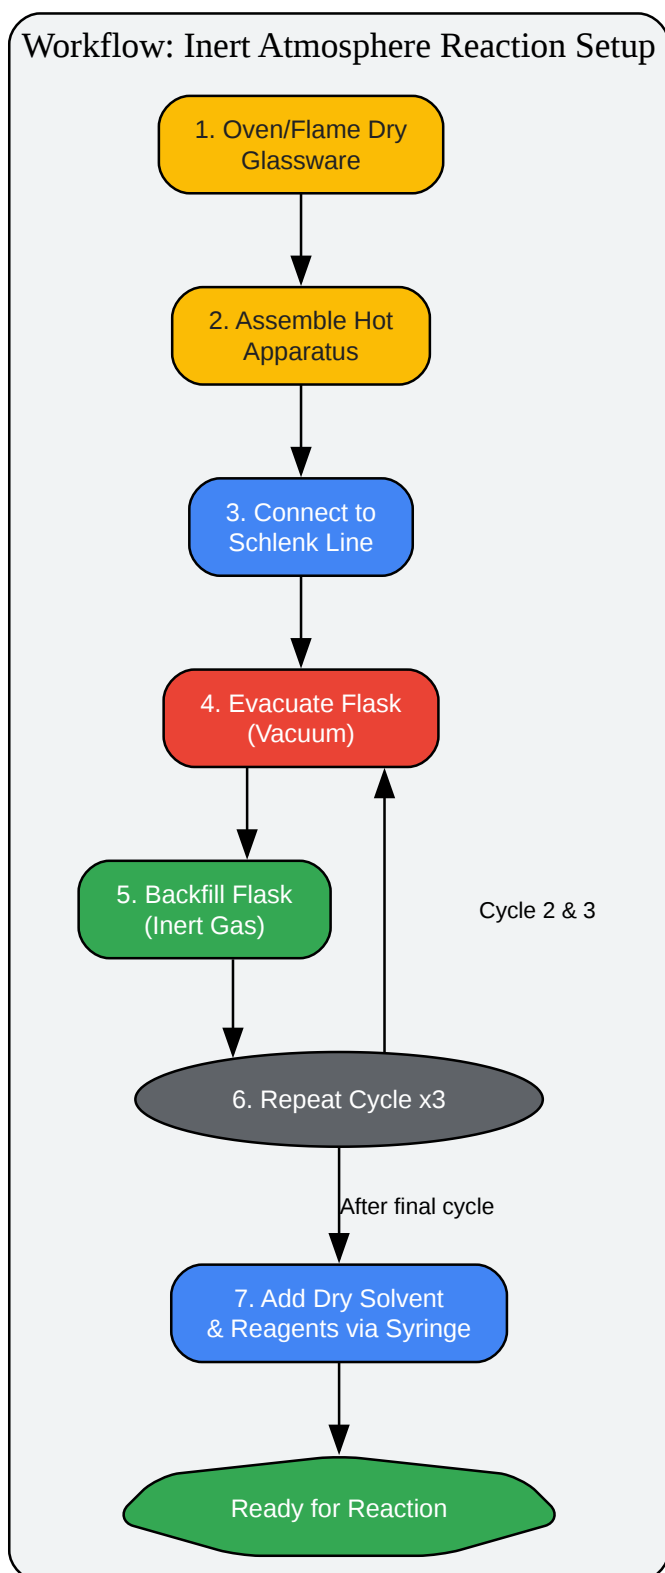 Workflow: Inert Atmosphere Reaction Setup
1. Oven/Flame Dry
Glassware
2. Assemble Hot
Apparatus
3. Connect to
Schlenk Line
4. Evacuate Flask
(Vacuum)
5. Backfill Flask
(Inert Gas)
Cycle 2 & 3
6. Repeat Cycle x3
After final cycle
7. Add Dry Solvent
& Reagents via Syringe
Ready for Reaction